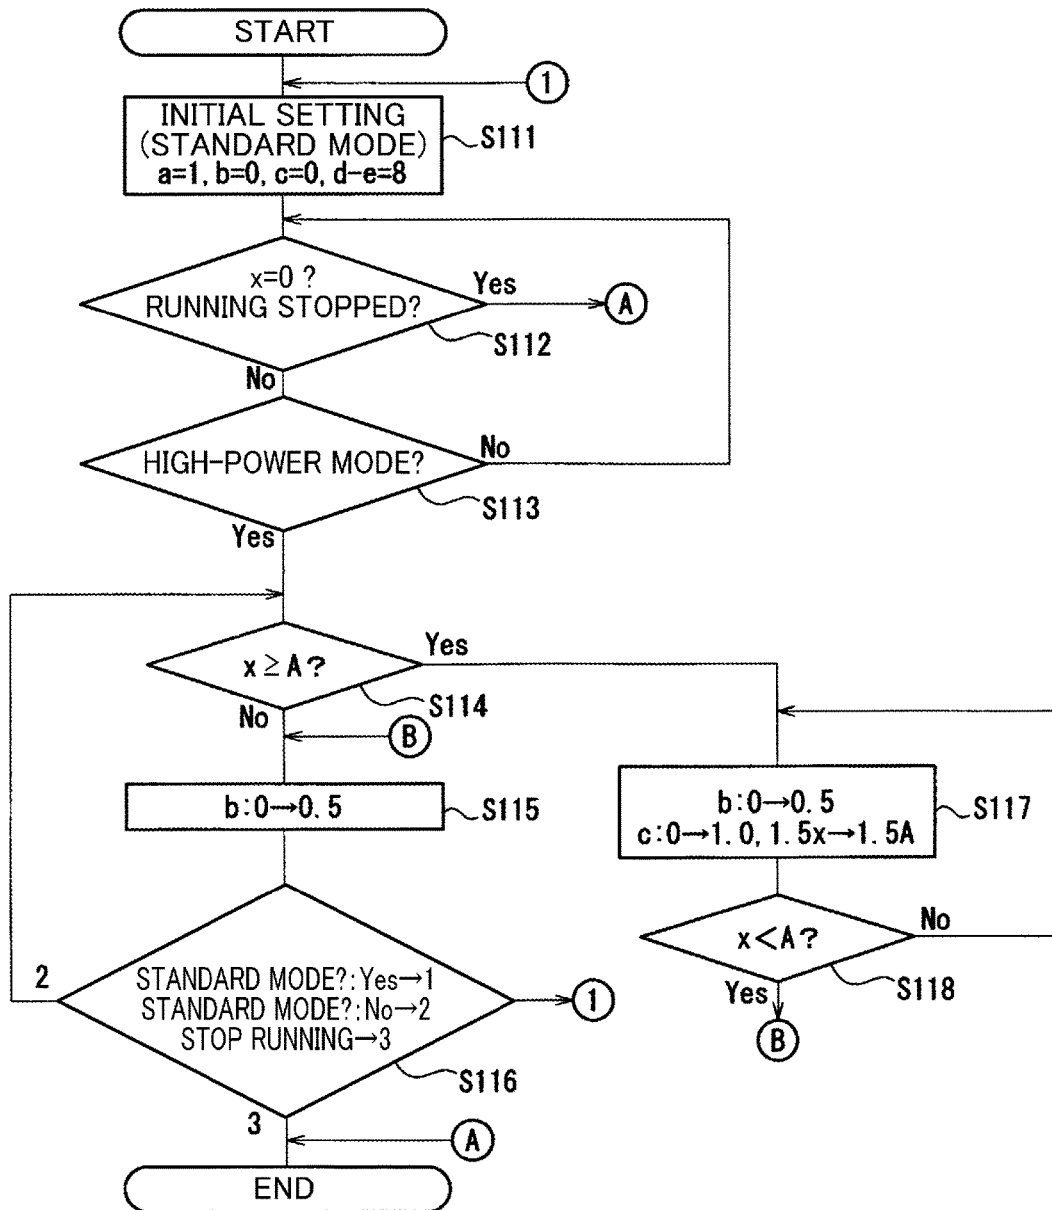 START
1
INITIAL SETTING
(STANDARD MODE)
a=1, b=0, c=0, d-e=8
S111
x=0 ?
RUNNING STOPPED?
Yes
A
S112
No
HIGH-POWER MODE?
No
S113
Yes
x≥A?
Yes
S114
No
B
b:0→0.5
S115
b:0→0.5
c:0→1.0, 1.5x→1.5A
S117
x<A?
No
S118
Yes
B
2
STANDARD MODE?:Yes→1
STANDARD MODE?:No→2
STOP RUNNING→3
1
S116
3
A
END